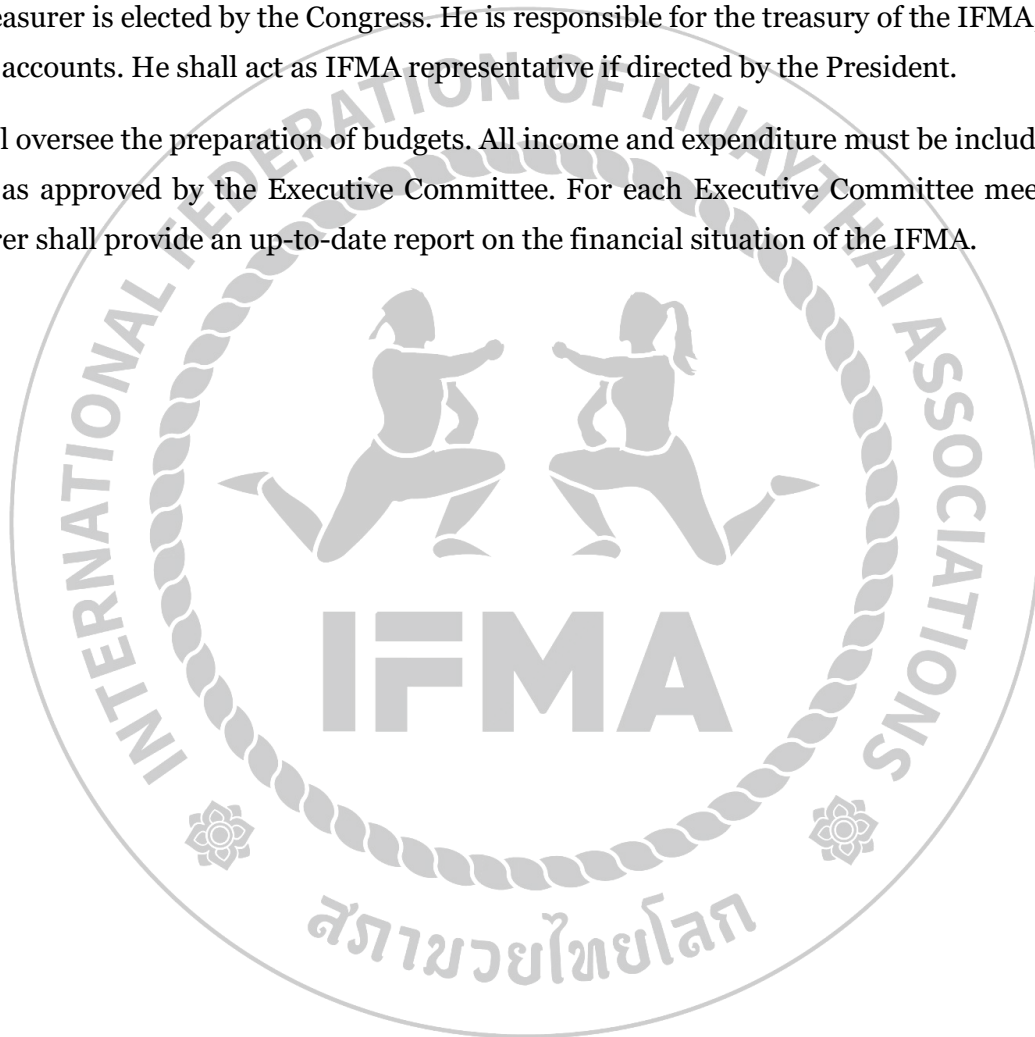 easurer is elected by the Congress. He is responsible for the treasury of the IFMA
accounts. He shall act as IFMA representative if directed by the President.
l oversee the preparation of budgets. All income and expenditure must be includ
as approved by the Executive Committee. For each Executive Committee mee
rer shall provide an up-to-date report on the financial situation of the IFMA.
INTERNATIONAL FEDERATION OF MUAYTHAI ASSOCIATIONS
IFMA
สภามวยไทยโลก